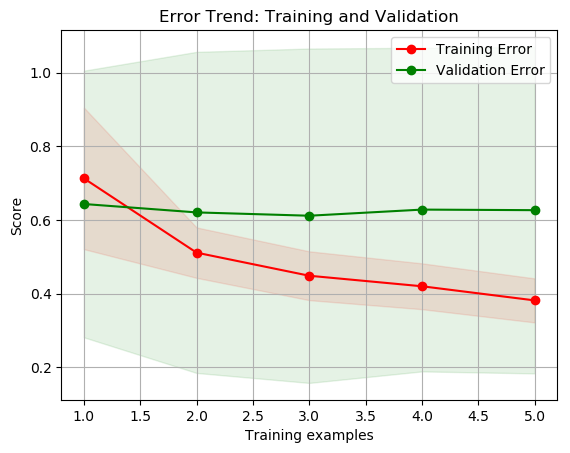 Error Trend: Training and Validation
Training Error
Validation Error
Score
1.0
0.8
0.6
0.4
0.2
1.0 1.5 2.0 2.5 3.0 3.5 4.0 4.5 5.0
Training examples